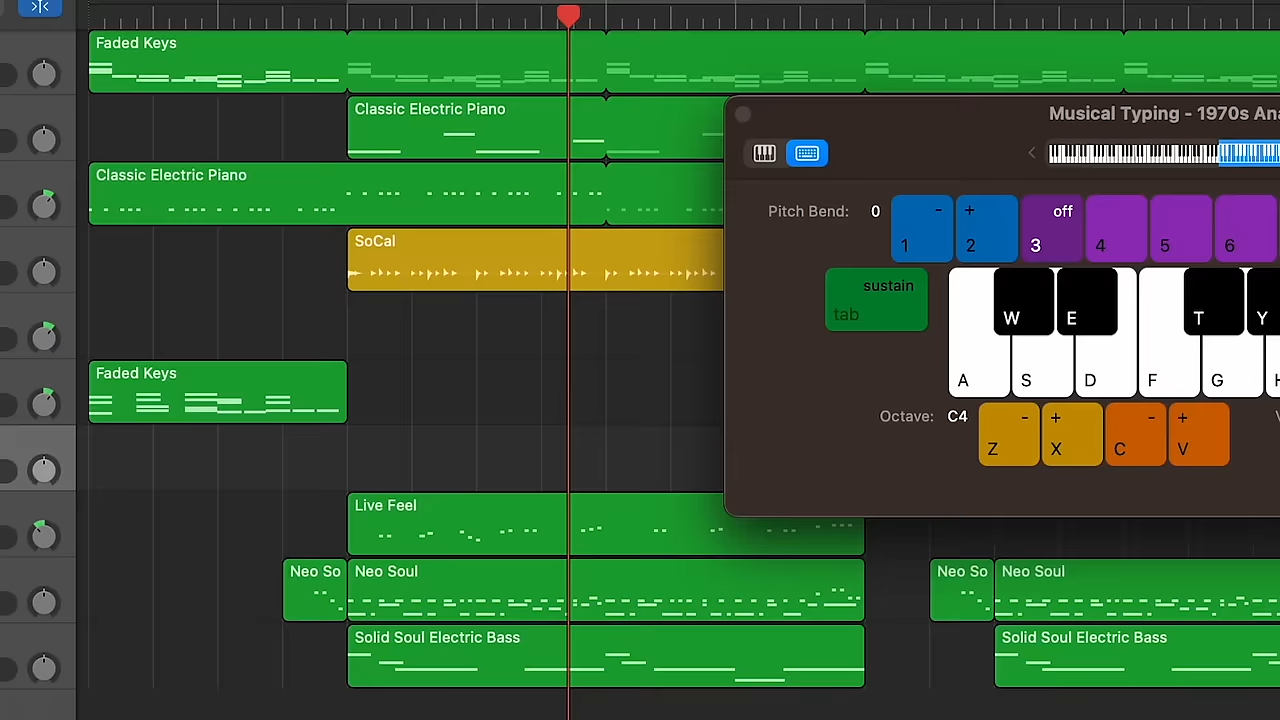 Faded Keys
Classic Electric Piano
Musical Typing - 1970s Ana
Classic Electric Piano
Pitch Bend: 0
- + off
1 2 3 4 5 6
SoCal
sustain
tab
W E T Y
Faded Keys
A S D F G H
Octave: C4
- + - +
Z X C V
Live Feel
Neo So
Neo Soul
Neo So
Neo Soul
Solid Soul Electric Bass
Solid Soul Electric Bass